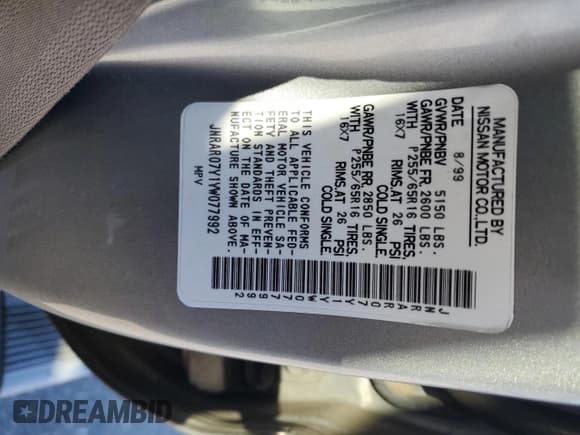 MANUFACTURED BY
NISSAN MOTOR CO.,LTD.
DATE 8/99
GVWR/PNBV 5150 LBS.
GAWR/PNBE FR, 2600 LBS.
WITH P255/65R16 TIRES,
16X7 RIMS,AT 26 PSI
COLD SINGLE,
GAWR/PNBE RR, 2850 LBS.
WITH P255/65R16 TIRES,
16X7 RIMS,AT 26 PSI
COLD SINGLE,
THIS VEHICLE CONFORMS
TO ALL APPLICABLE FED-
ERAL MOTOR VEHICLE SA-
FETY AND THEFT PREVEN-
TION STANDARDS IN EFF-
ECT ON THE DATE OF MA-
NUFACTURE SHOWN ABOVE.
JNRAR07Y1YW077992
MPV
JNRAR07Y1YW077992
DREAMBID